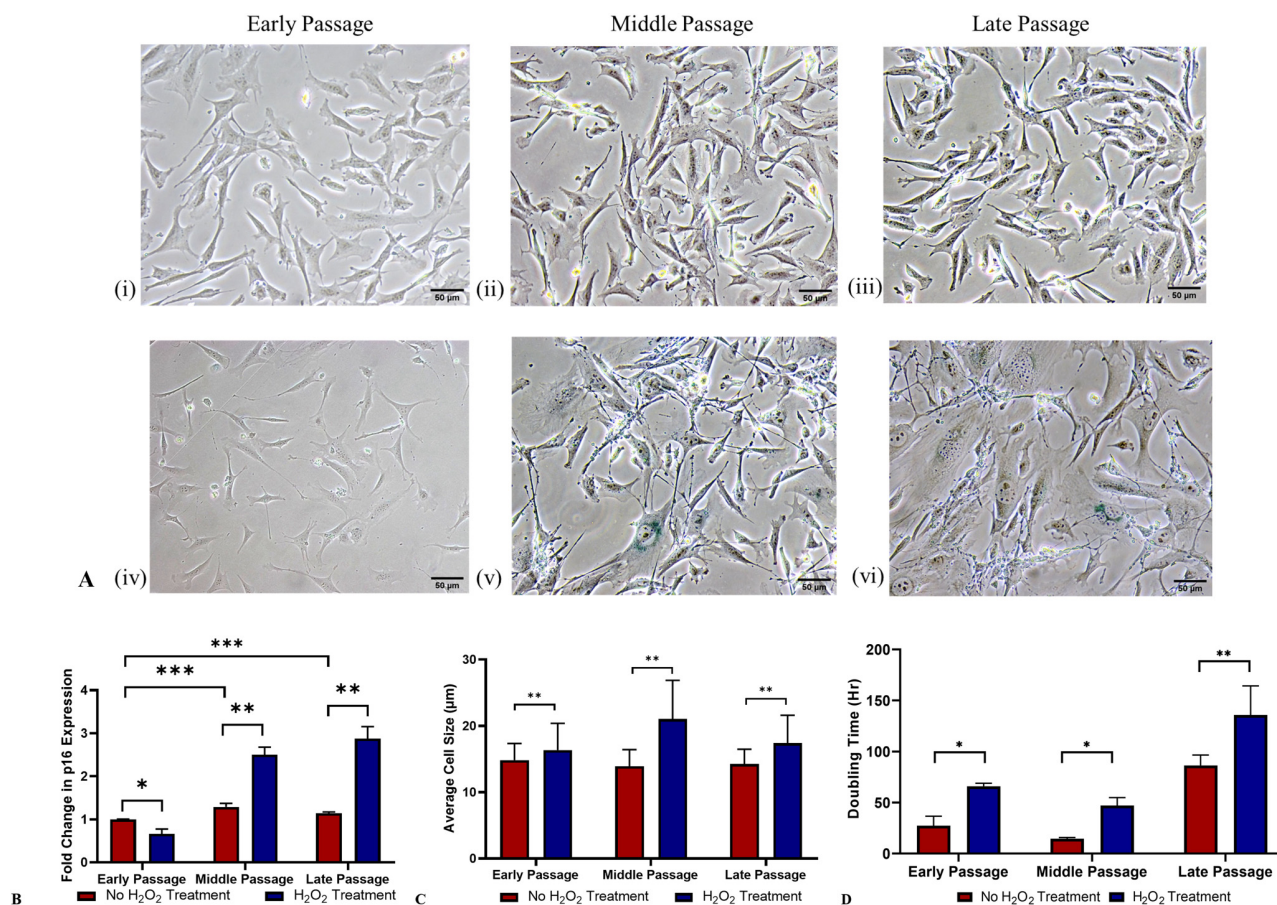 Early Passage Middle Passage Late Passage
(i) 50 µm (ii) 50 µm (iii) 50 µm
A (iv) 50 µm (v) 50 µm (vi) 50 µm
Fold Change in p16 Expression
4
3
2
1
0
*** *** ** ** *
Early Passage Middle Passage Late Passage
B No H₂O₂ Treatment H₂O₂ Treatment
Average Cell Size (µm)
30
20
10
0
** ** **
Early Passage Middle Passage Late Passage
C No H₂O₂ Treatment H₂O₂ Treatment
Doubling Time (Hr)
200
150
100
50
0
* * **
Early Passage Middle Passage Late Passage
D No H₂O₂ Treatment H₂O₂ Treatment